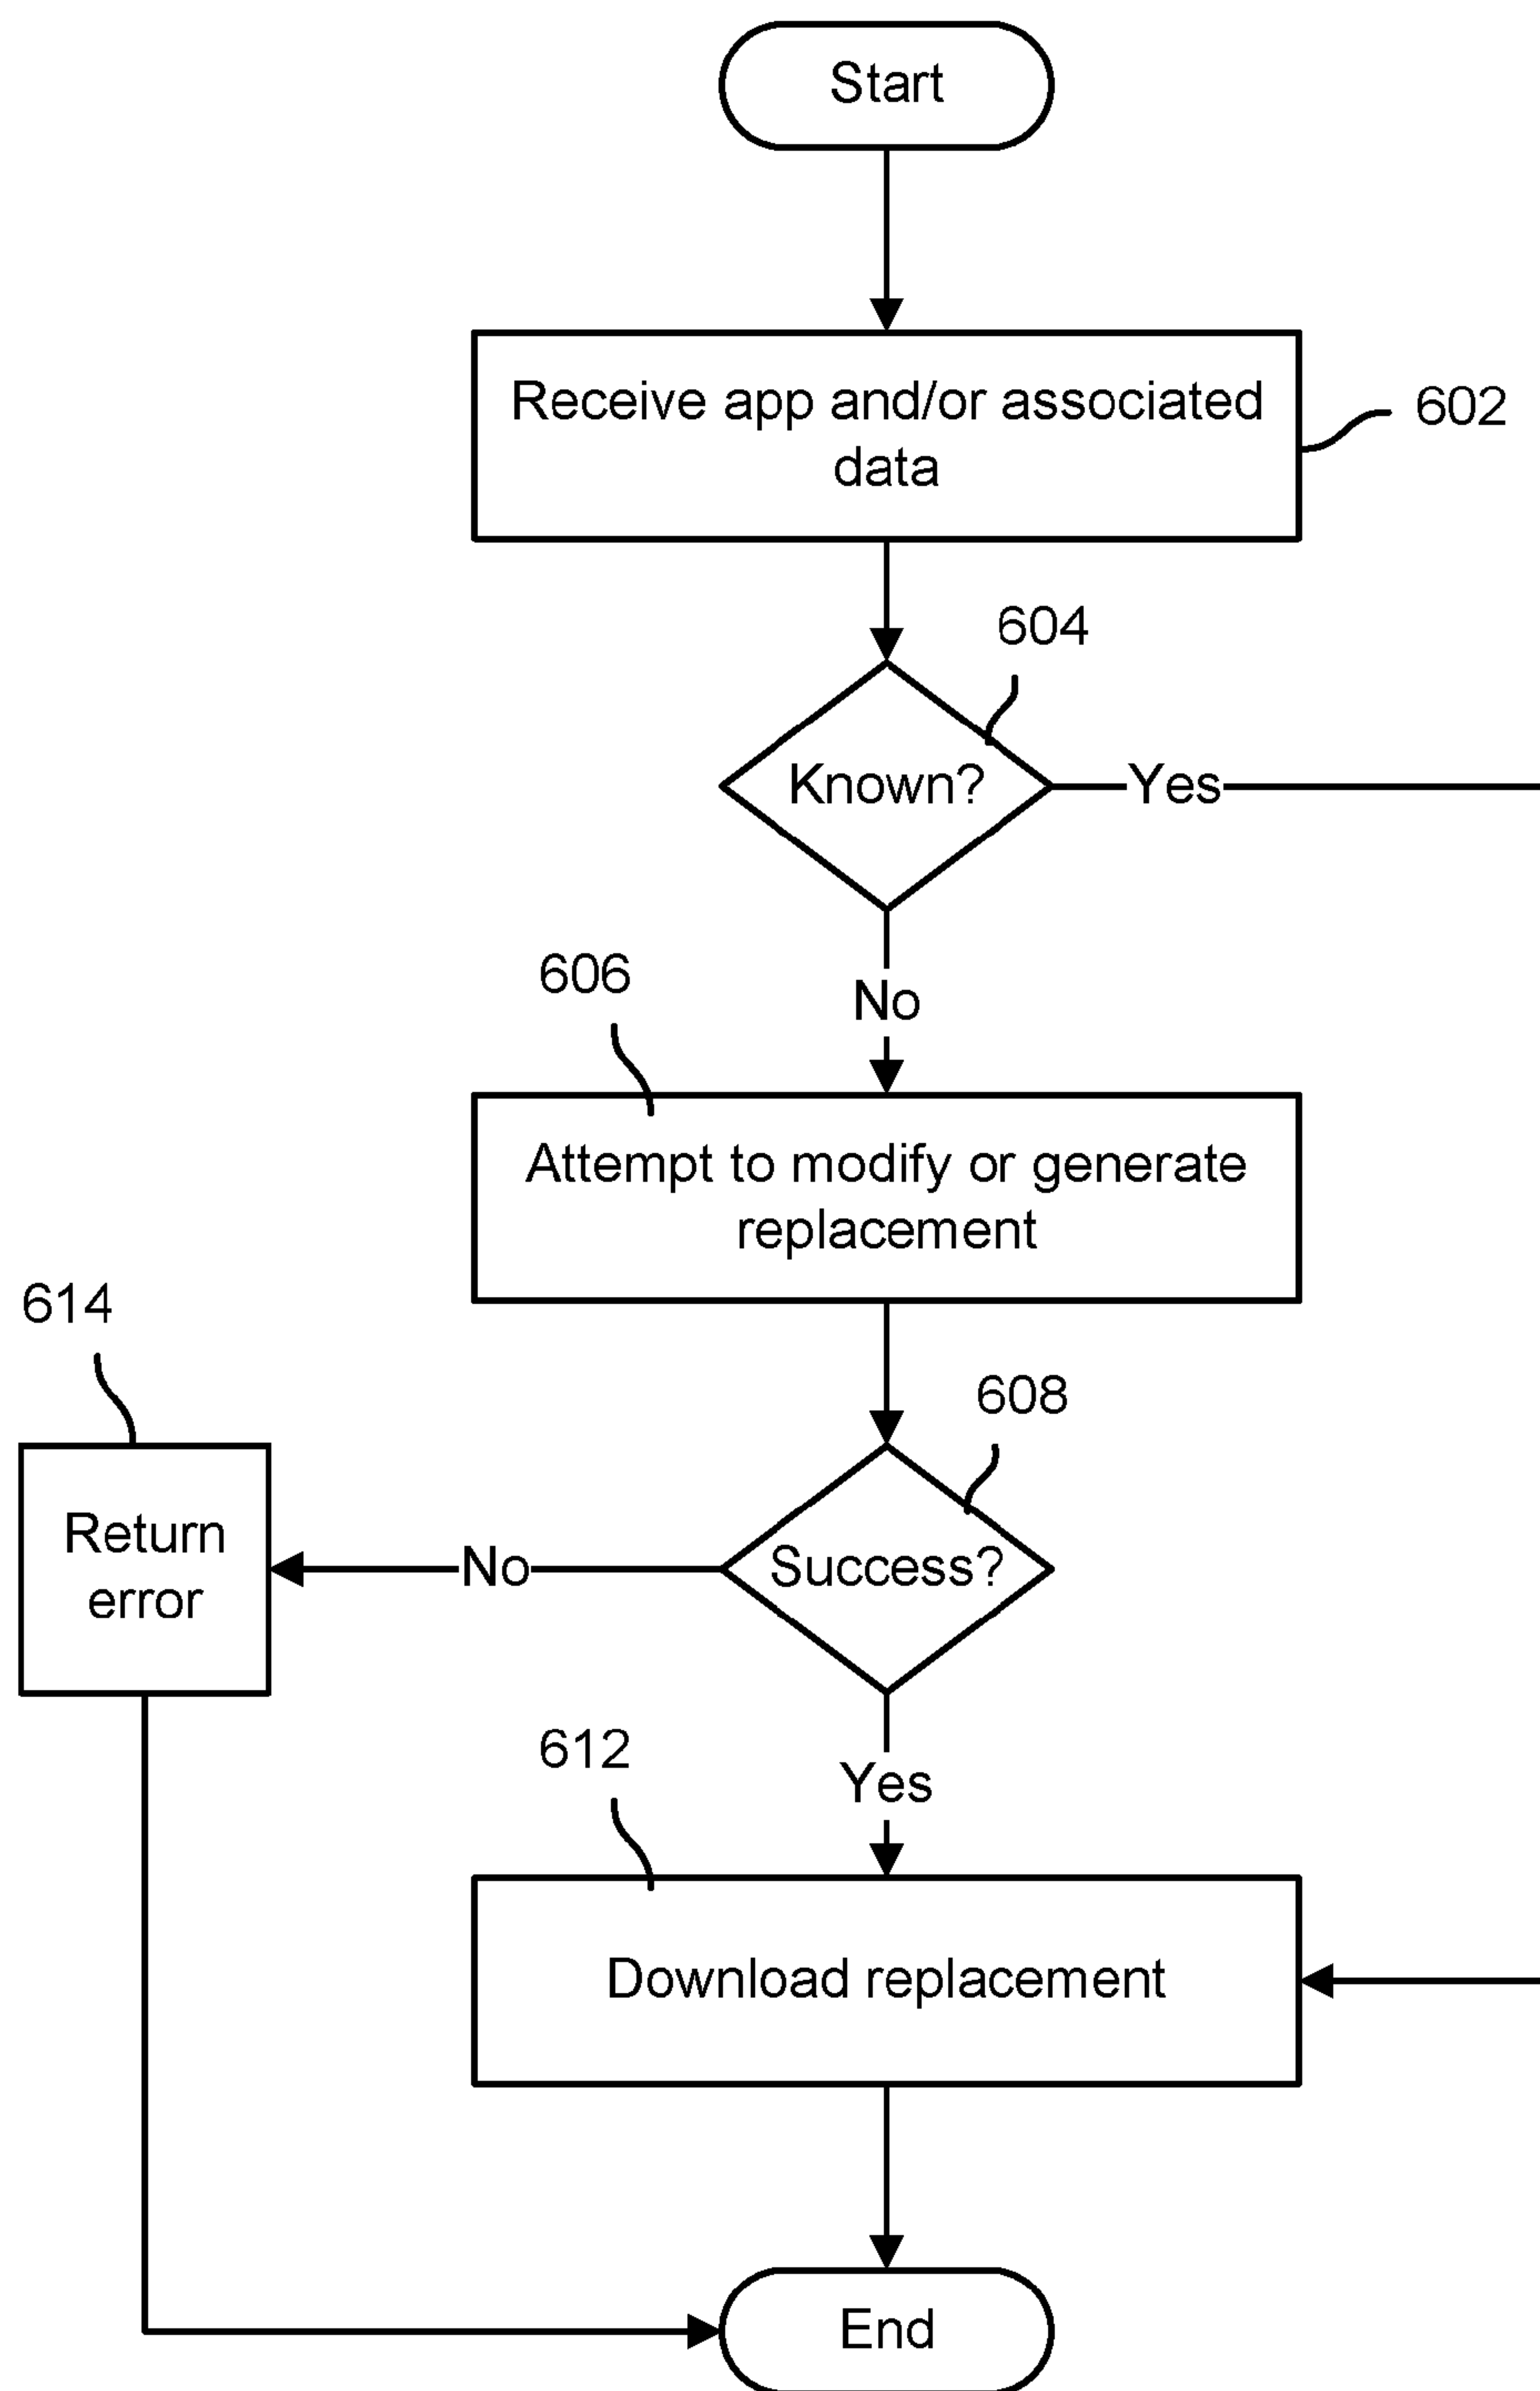 Start
Receive app and/or associated
data
602
604
Known?
Yes
606
No
Attempt to modify or generate
replacement
614
608
Return
error
No
Success?
612
Yes
Download replacement
End